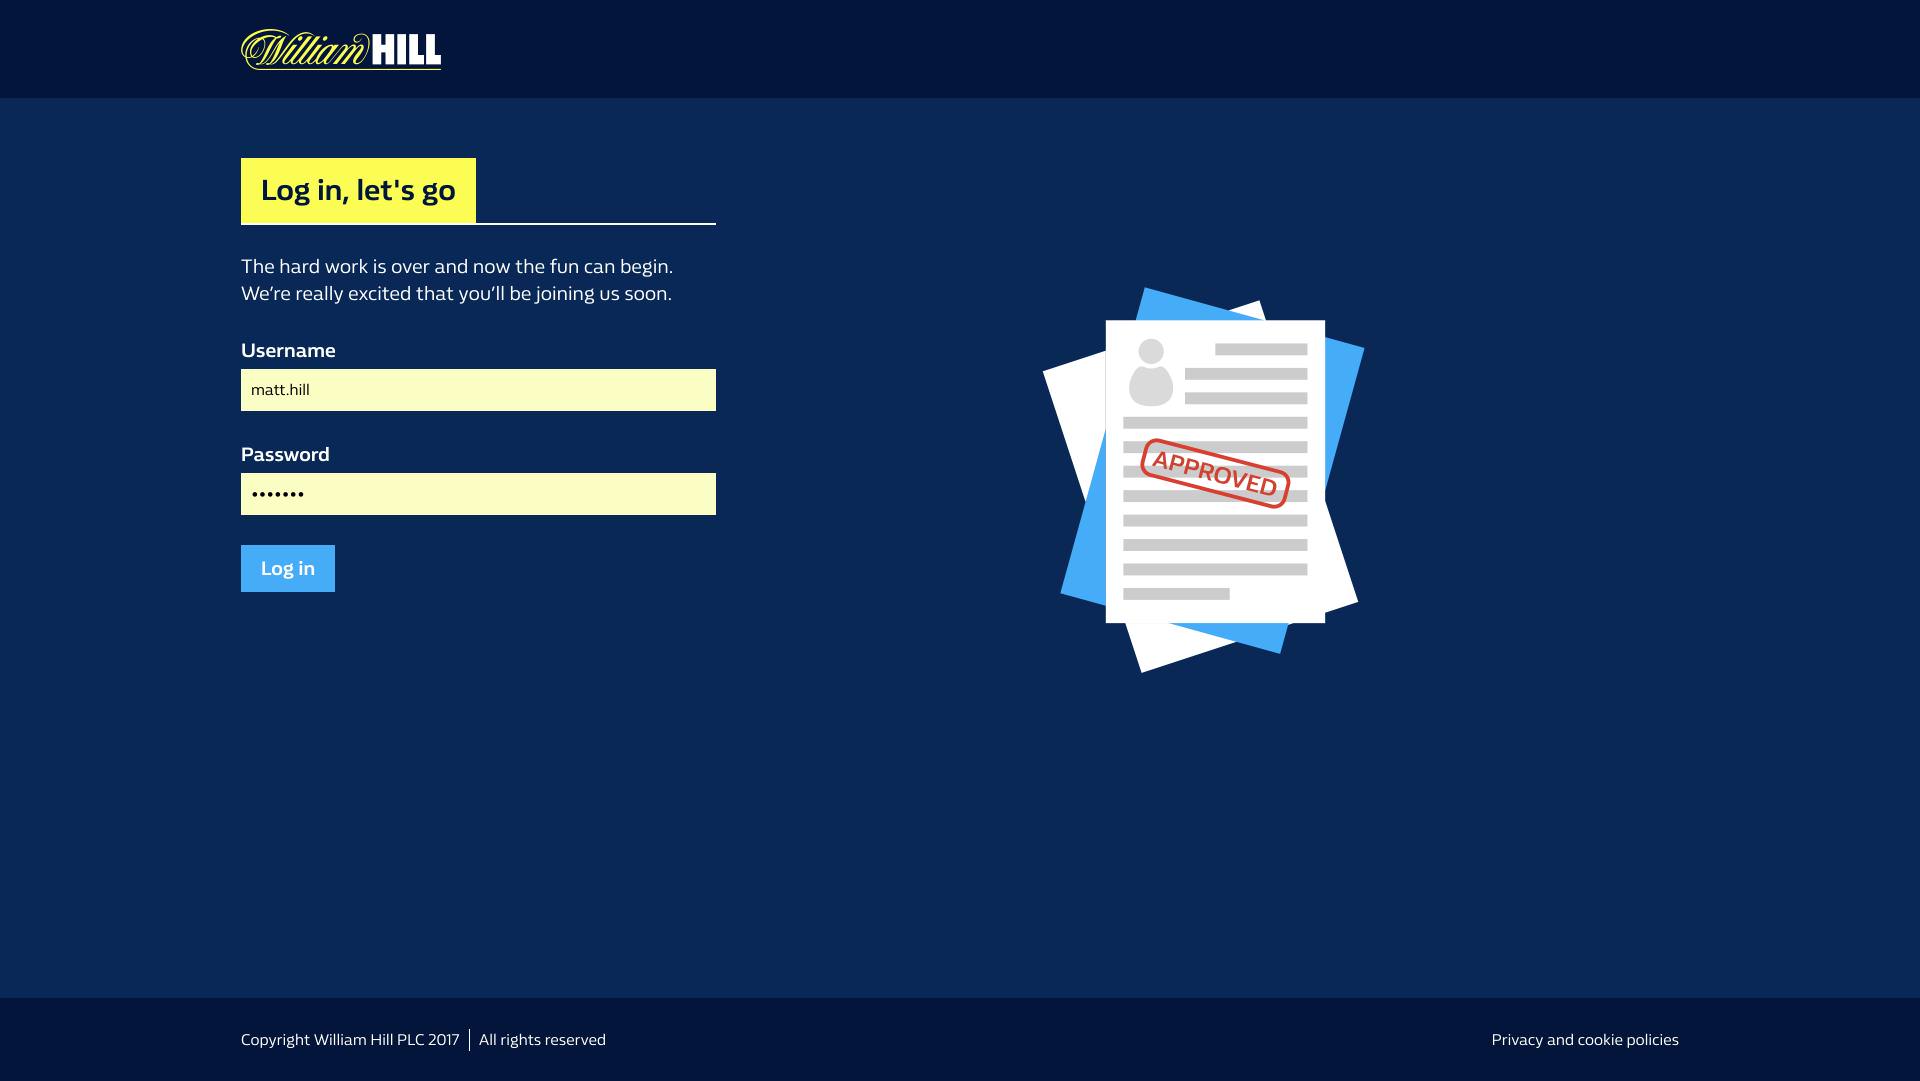 William HILL
Log in, let's go
The hard work is over and now the fun can begin.
We’re really excited that you’ll be joining us soon.
Username
matt.hill
Password
•••••••
Log in
APPROVED
Copyright William Hill PLC 2017 | All rights reserved
Privacy and cookie policies